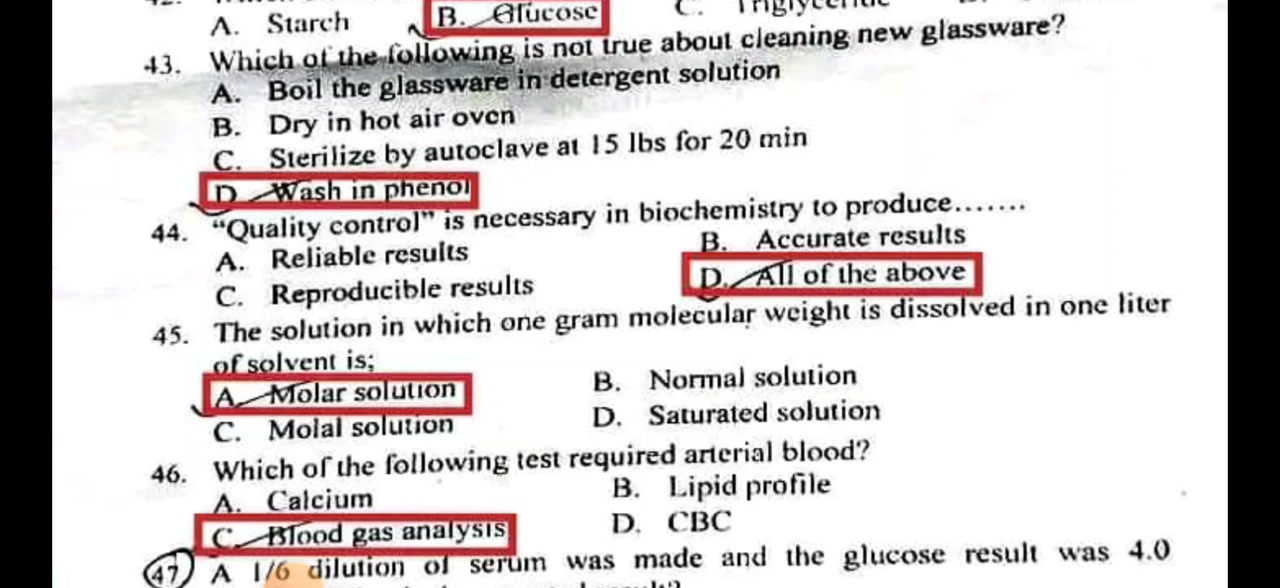 A. Starch
B. Glucose
C.
43. Which of the following is not true about cleaning new glassware?
A. Boil the glassware in detergent solution
B. Dry in hot air oven
C. Sterilize by autoclave at 15 lbs for 20 min
D. Wash in phenol
44. “Quality control” is necessary in biochemistry to produce…….
A. Reliable results
B. Accurate results
C. Reproducible results
D. All of the above
45. The solution in which one gram molecular weight is dissolved in one liter
of solvent is;
A. Molar solution
B. Normal solution
C. Molal solution
D. Saturated solution
46. Which of the following test required arterial blood?
A. Calcium
B. Lipid profile
C. Blood gas analysis
D. CBC
47 A 1/6 dilution of serum was made and the glucose result was 4.0